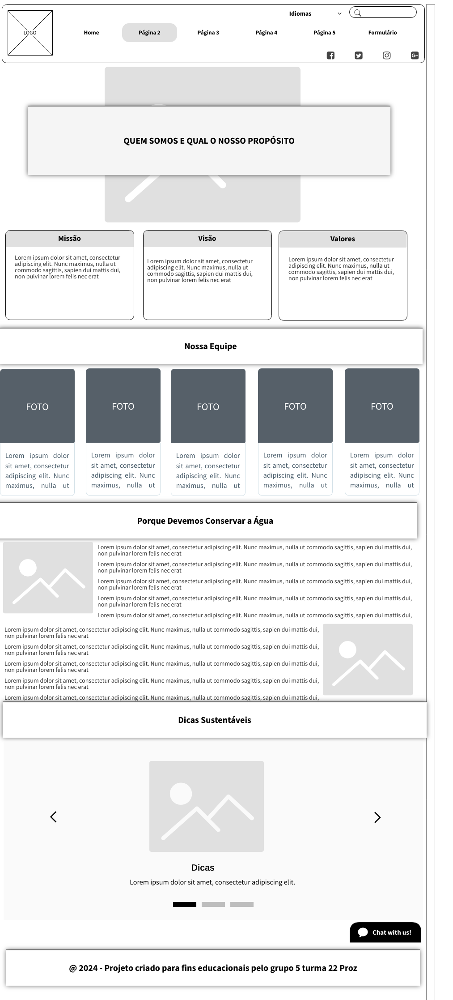 Idiomas
LOGO
Home
Página 2
Página 3
Página 4
Página 5
Formulário
QUEM SOMOS E QUAL O NOSSO PROPÓSITO
Missão
Lorem ipsum dolor sit amet, consectetur
adipiscing elit. Nunc maximus, nulla ut
commodo sagittis, sapien dui mattis dui,
non pulvinar lorem felis nec erat
Visão
Lorem ipsum dolor sit amet, consectetur
adipiscing elit. Nunc maximus, nulla ut
commodo sagittis, sapien dui mattis dui,
non pulvinar lorem felis nec erat
Valores
Lorem ipsum dolor sit amet, consectetur
adipiscing elit. Nunc maximus, nulla ut
commodo sagittis, sapien dui mattis dui,
non pulvinar lorem felis nec erat
Nossa Equipe
FOTO
Lorem ipsum dolor
sit amet, consectetur
adipiscing elit. Nunc
maximus, nulla ut
FOTO
Lorem ipsum dolor
sit amet, consectetur
adipiscing elit. Nunc
maximus, nulla ut
FOTO
Lorem ipsum dolor
sit amet, consectetur
adipiscing elit. Nunc
maximus, nulla ut
FOTO
Lorem ipsum dolor
sit amet, consectetur
adipiscing elit. Nunc
maximus, nulla ut
FOTO
Lorem ipsum dolor
sit amet, consectetur
adipiscing elit. Nunc
maximus, nulla ut
Porque Devemos Conservar a Água
Lorem ipsum dolor sit amet, consectetur adipiscing elit. Nunc maximus, nulla ut commodo sagittis, sapien dui mattis dui,
non pulvinar lorem felis nec erat
Lorem ipsum dolor sit amet, consectetur adipiscing elit. Nunc maximus, nulla ut commodo sagittis, sapien dui mattis dui,
non pulvinar lorem felis nec erat
Lorem ipsum dolor sit amet, consectetur adipiscing elit. Nunc maximus, nulla ut commodo sagittis, sapien dui mattis dui,
non pulvinar lorem felis nec erat
Lorem ipsum dolor sit amet, consectetur adipiscing elit. Nunc maximus, nulla ut commodo sagittis, sapien dui mattis dui,
non pulvinar lorem felis nec erat
Lorem ipsum dolor sit amet, consectetur adipiscing elit. Nunc maximus, nulla ut commodo sagittis, sapien dui mattis dui,
Lorem ipsum dolor sit amet, consectetur adipiscing elit. Nunc maximus, nulla ut commodo sagittis, sapien dui mattis dui,
non pulvinar lorem felis nec erat
Lorem ipsum dolor sit amet, consectetur adipiscing elit. Nunc maximus, nulla ut commodo sagittis, sapien dui mattis dui,
non pulvinar lorem felis nec erat
Lorem ipsum dolor sit amet, consectetur adipiscing elit. Nunc maximus, nulla ut commodo sagittis, sapien dui mattis dui,
non pulvinar lorem felis nec erat
Lorem ipsum dolor sit amet, consectetur adipiscing elit. Nunc maximus, nulla ut commodo sagittis, sapien dui mattis dui,
non pulvinar lorem felis nec erat
Lorem ipsum dolor sit amet, consectetur adipiscing elit. Nunc maximus, nulla ut commodo sagittis, sapien dui mattis dui,
Dicas Sustentáveis
Dicas
Lorem ipsum dolor sit amet, consectetur adipiscing elit.
Chat with us!
@ 2024 - Projeto criado para fins educacionais pelo grupo 5 turma 22 Proz